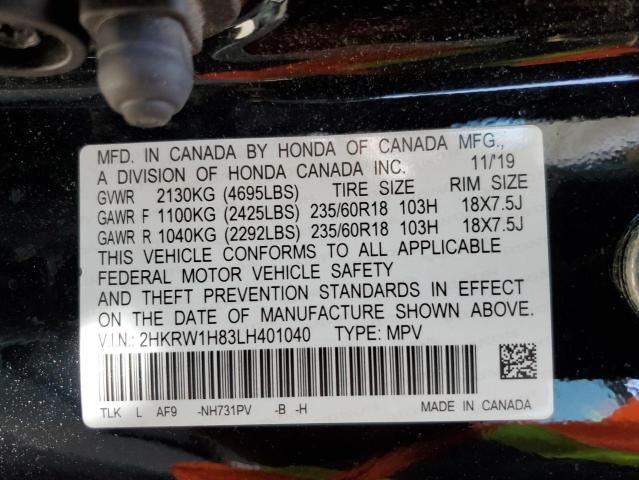 MFD. IN CANADA BY HONDA OF CANADA MFG.,
A DIVISION OF HONDA CANADA INC. 11/'19
GVWR 2130KG (4695LBS) TIRE SIZE RIM SIZE
GAWR F 1100KG (2425LBS) 235/60R18 103H 18X7.5J
GAWR R 1040KG (2292LBS) 235/60R18 103H 18X7.5J
THIS VEHICLE CONFORMS TO ALL APPLICABLE
FEDERAL MOTOR VEHICLE SAFETY
AND THEFT PREVENTION STANDARDS IN EFFECT
ON THE DATE OF MANUFACTURE SHOWN ABOVE.
V.I.N.: 2HKRW1H83LH401040 TYPE: MPV
TLK L AF9 -NH731PV -B -H MADE IN CANADA